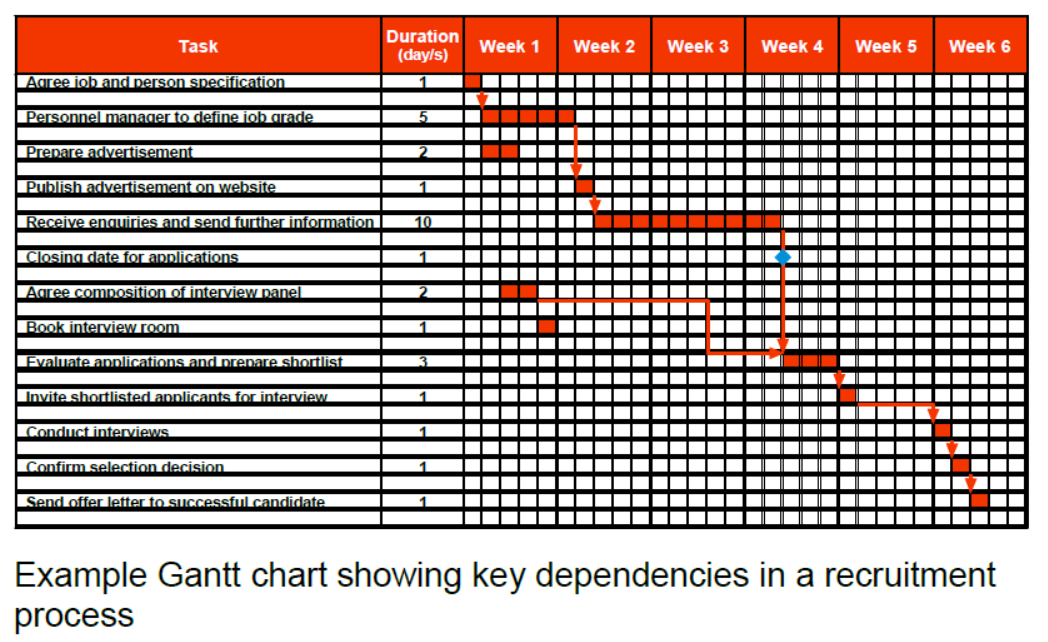 Task Duration (day/s) Week 1 Week 2 Week 3 Week 4 Week 5 Week 6
Agree job and person specification 1
Personnel manager to define job grade 5
Prepare advertisement 2
Publish advertisement on website 1
Receive enquiries and send further information 10
Closing date for applications 1
Agree composition of interview panel 2
Book interview room 1
Evaluate applications and prepare shortlist 3
Invite shortlisted applicants for interview 1
Conduct interviews 1
Confirm selection decision 1
Send offer letter to successful candidate 1
Example Gantt chart showing key dependencies in a recruitment
process